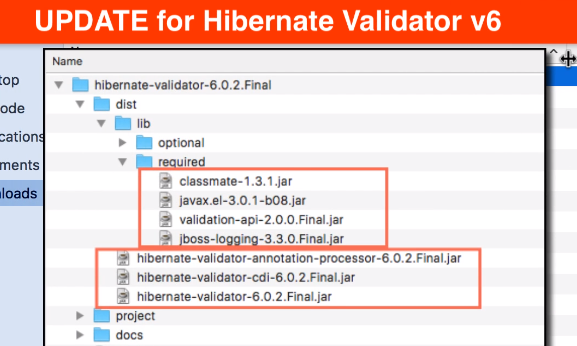 UPDATE for Hibernate Validator v6
Name
hibernate-validator-6.0.2.Final
dist
lib
optional
required
classmate-1.3.1.jar
javax.el-3.0.1-b08.jar
validation-api-2.0.0.Final.jar
jboss-logging-3.3.0.Final.jar
hibernate-validator-annotation-processor-6.0.2.Final.jar
hibernate-validator-cdi-6.0.2.Final.jar
hibernate-validator-6.0.2.Final.jar
project
docs
top
ode
cations
ments
nloads